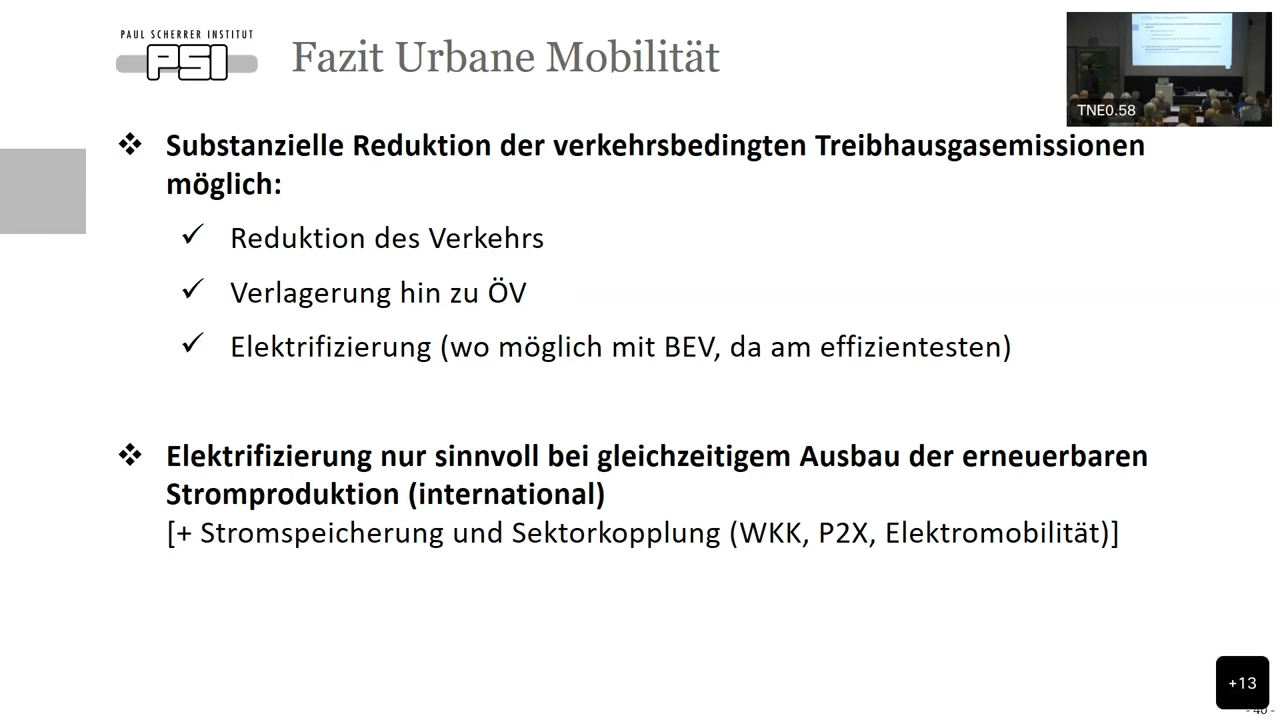 PAUL SCHERRER INSTITUT
PSI
Fazit Urbane Mobilität
TNE0.58
❖ Substanzielle Reduktion der verkehrsbedingten Treibhausgasemissionen
möglich:
✓ Reduktion des Verkehrs
✓ Verlagerung hin zu ÖV
✓ Elektrifizierung (wo möglich mit BEV, da am effizientesten)
❖ Elektrifizierung nur sinnvoll bei gleichzeitigem Ausbau der erneuerbaren
Stromproduktion (international)
[+ Stromspeicherung und Sektorkopplung (WKK, P2X, Elektromobilität)]
+13